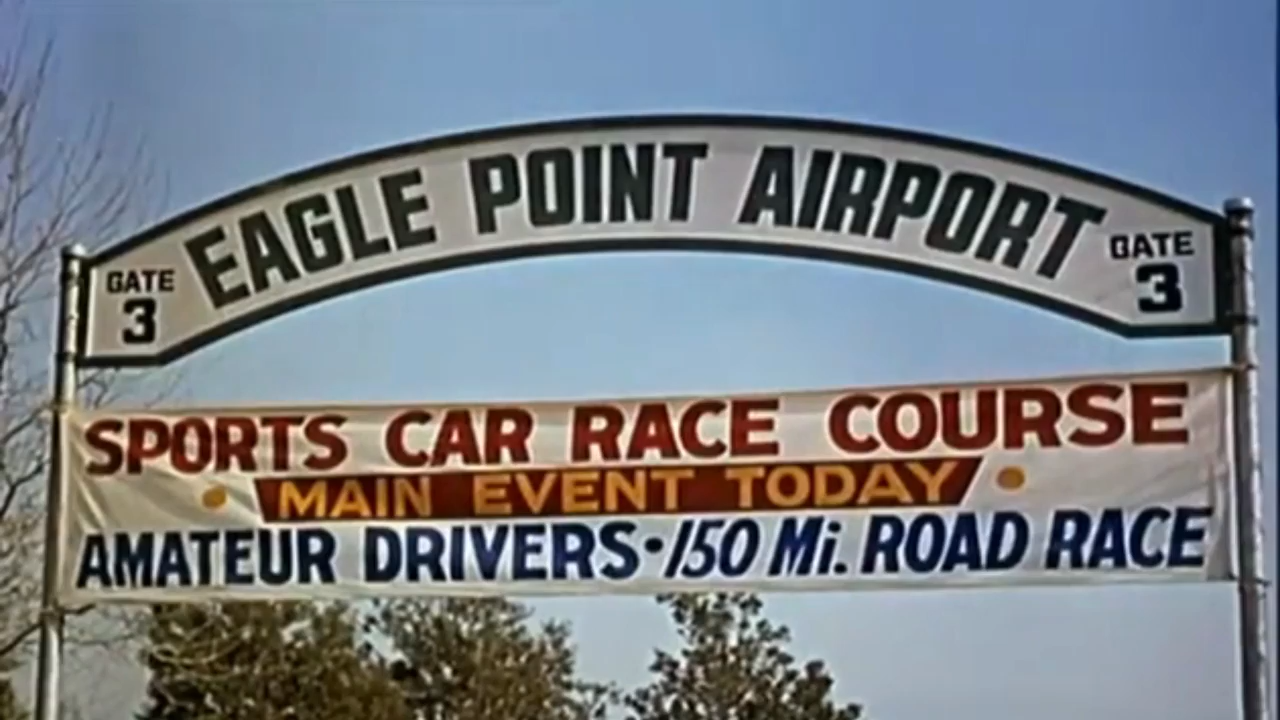 EAGLE POINT AIRPORT
GATE 3
GATE 3
SPORTS CAR RACE COURSE
• MAIN EVENT TODAY •
AMATEUR DRIVERS • 150 Mi. ROAD RACE